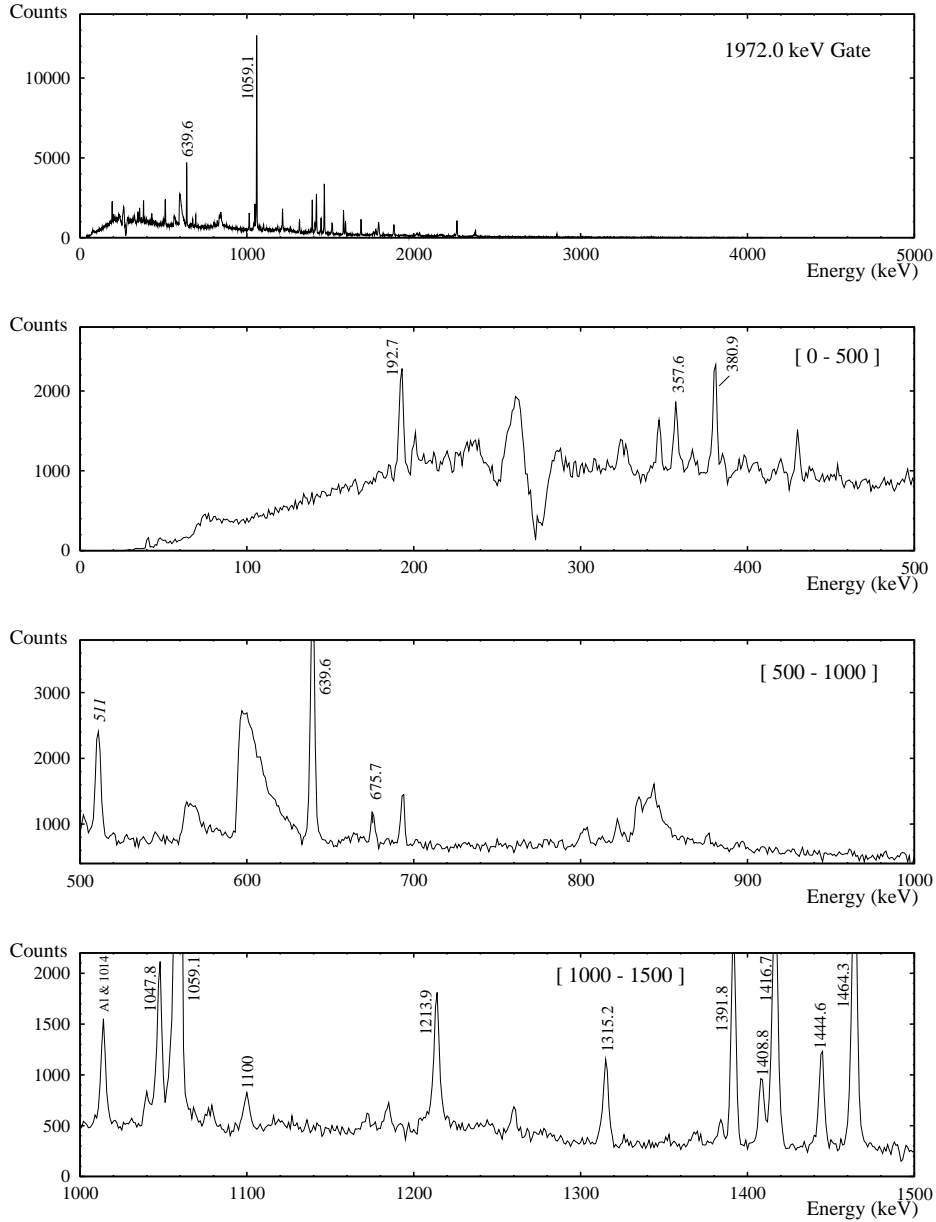 Counts
1972.0 keV Gate
10000
5000
0
639.6
1059.1
0 1000 2000 3000 4000 5000
Energy (keV)
Counts
[ 0 - 500 ]
2000
1000
0
192.7
357.6
380.9
0 100 200 300 400 500
Energy (keV)
Counts
[ 500 - 1000 ]
3000
2000
1000
511
639.6
675.7
500 600 700 800 900 1000
Energy (keV)
Counts
[ 1000 - 1500 ]
2000
1500
1000
500
0
Al & 1014
1047.8
1059.1
1100
1213.9
1315.2
1391.8
1408.8
1416.7
1444.6
1464.3
1000 1100 1200 1300 1400 1500
Energy (keV)